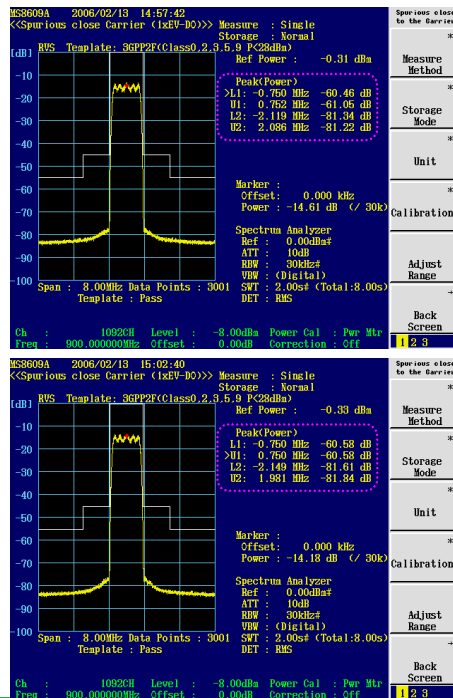 MS8609A 2006/02/13 14:57:42
<<Spurious close Carrier (1xEV-DO)>> Measure : Single
Storage : Normal
RVS Template: 3GPP2F(Class0,2,3,5,9 P<28dBm)
[dB]
Ref Power : -0.31 dBm
Peak(Power)
>L1: -0.750 MHz -60.46 dB
U1: 0.752 MHz -61.05 dB
L2: -2.119 MHz -81.34 dB
U2: 2.086 MHz -81.22 dB
-10
-20
-30
-40
-50
-60
-70
-80
-90
-100
Marker :
Offset: 0.000 kHz
Power : -14.61 dB (/ 30k)
Spectrum Analyzer
Ref : 0.00dBm#
ATT : 10dB
RBW : 30kHz#
VBW : (Digital)
SWT : 2.00s# (Total:8.00s)
DET : RMS
Span : 8.00MHz Data Points : 3001
Template : Pass
Ch : 1092CH Level : -8.00dBm Power Cal : Pwr Mtr
Freq : 900.000000MHz Offset : 0.00dB Correction : Off
Spurious close
to the Carrier
*
Measure
Method
*
Storage
Mode
*
Unit
*
Calibration
Adjust
Range
→
Back
Screen
1 2 3
MS8609A 2006/02/13 15:02:40
<<Spurious close Carrier (1xEV-DO)>> Measure : Single
Storage : Normal
RVS Template: 3GPP2F(Class0,2,3,5,9 P<28dBm)
[dB]
Ref Power : -0.33 dBm
Peak(Power)
L1: -0.750 MHz -60.58 dB
>U1: 0.750 MHz -60.58 dB
L2: -2.149 MHz -81.61 dB
U2: 1.981 MHz -81.84 dB
-10
-20
-30
-40
-50
-60
-70
-80
-90
-100
Marker :
Offset: 0.000 kHz
Power : -14.18 dB (/ 30k)
Spectrum Analyzer
Ref : 0.00dBm#
ATT : 10dB
RBW : 30kHz#
VBW : (Digital)
SWT : 2.00s# (Total:8.00s)
DET : RMS
Span : 8.00MHz Data Points : 3001
Template : Pass
Ch : 1092CH Level : -8.00dBm Power Cal : Pwr Mtr
Freq : 900.000000MHz Offset : 0.00dB Correction : Off
Spurious close
to the Carrier
*
Measure
Method
*
Storage
Mode
*
Unit
*
Calibration
Adjust
Range
→
Back
Screen
1 2 3